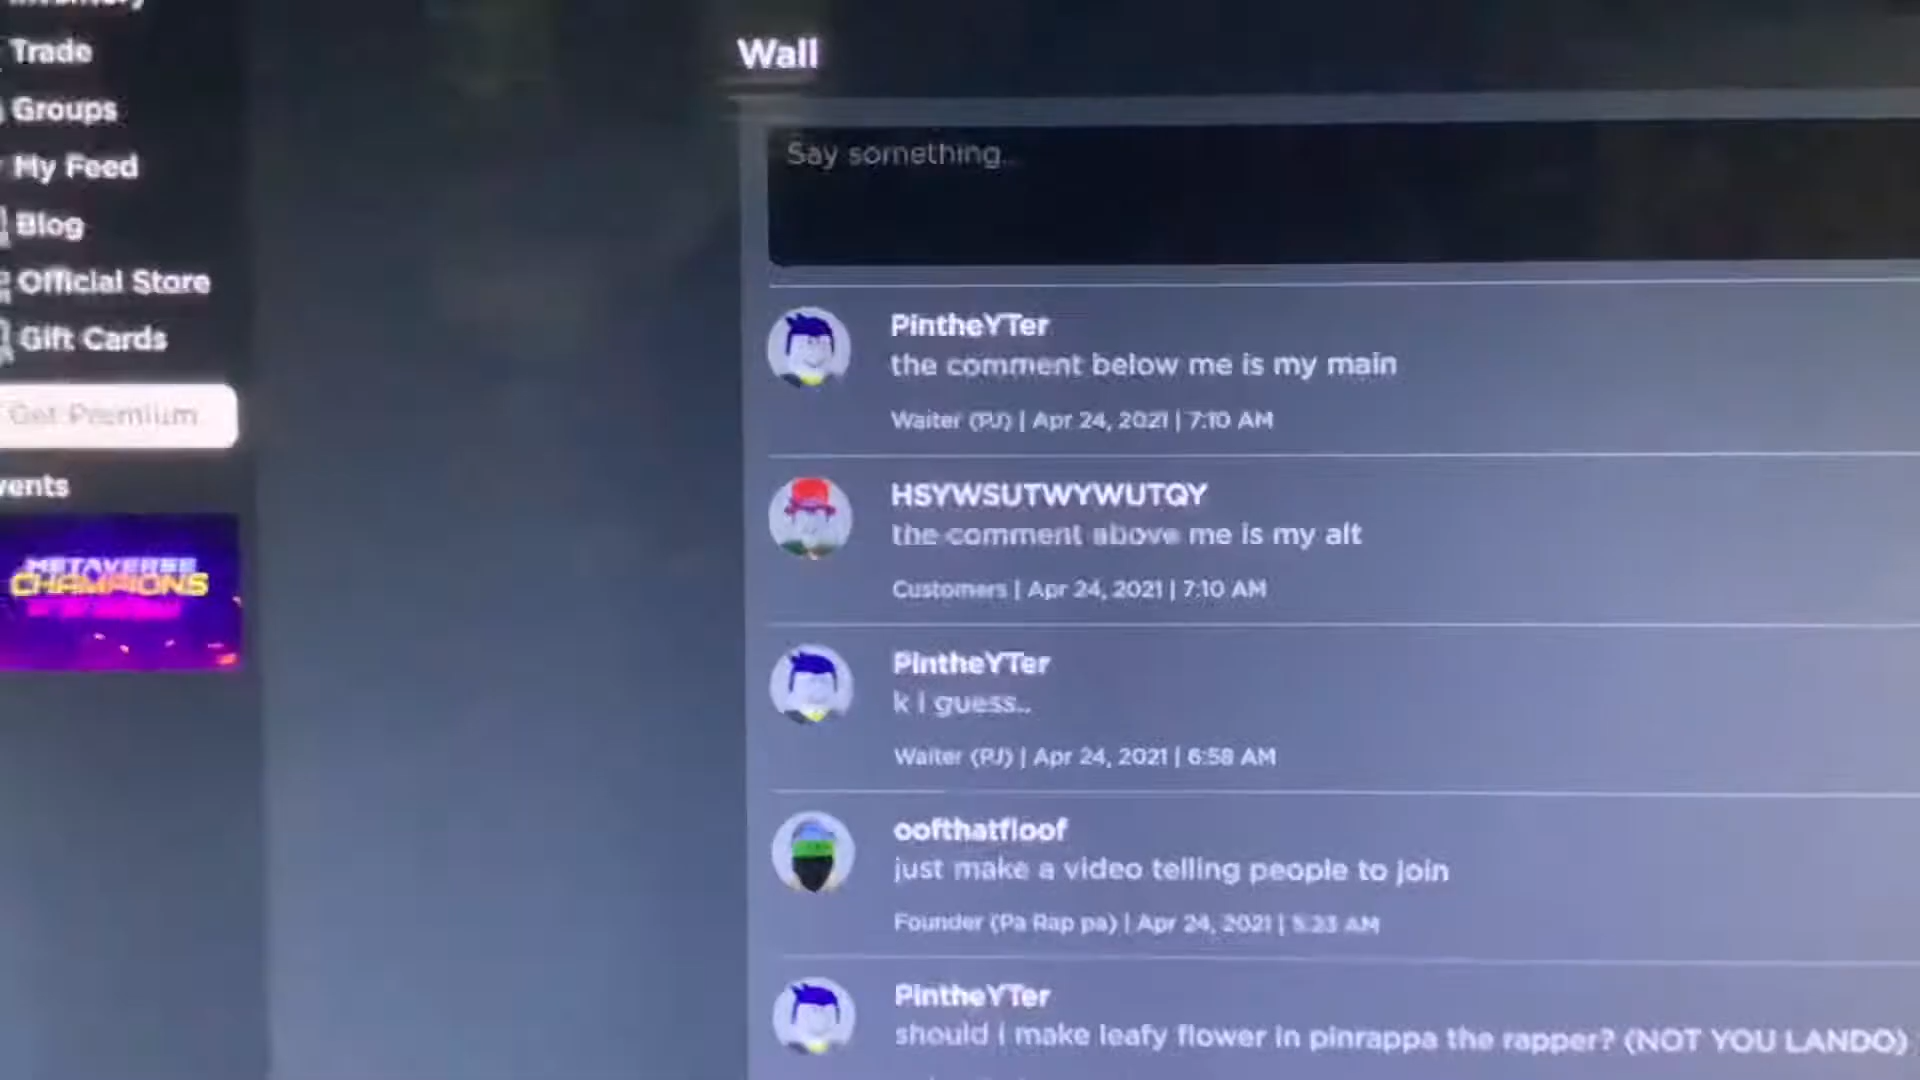 Trade
Groups
My Feed
Blog
Official Store
Gift Cards
Get Premium
vents
METAVERSE
CHAMPIONS
Wall
Say something...
PintheYTer
the comment below me is my main
Waiter (PJ) | Apr 24, 2021 | 7:10 AM
HSYWSUTWYWUTQY
the comment above me is my alt
Customers | Apr 24, 2021 | 7:10 AM
PintheYTer
k i guess..
Waiter (PJ) | Apr 24, 2021 | 6:58 AM
oofthatfloof
just make a video telling people to join
Founder (Pa Rap pa) | Apr 24, 2021 | 5:23 AM
PintheYTer
should i make leafy flower in pinrappa the rapper? (NOT YOU LANDO)